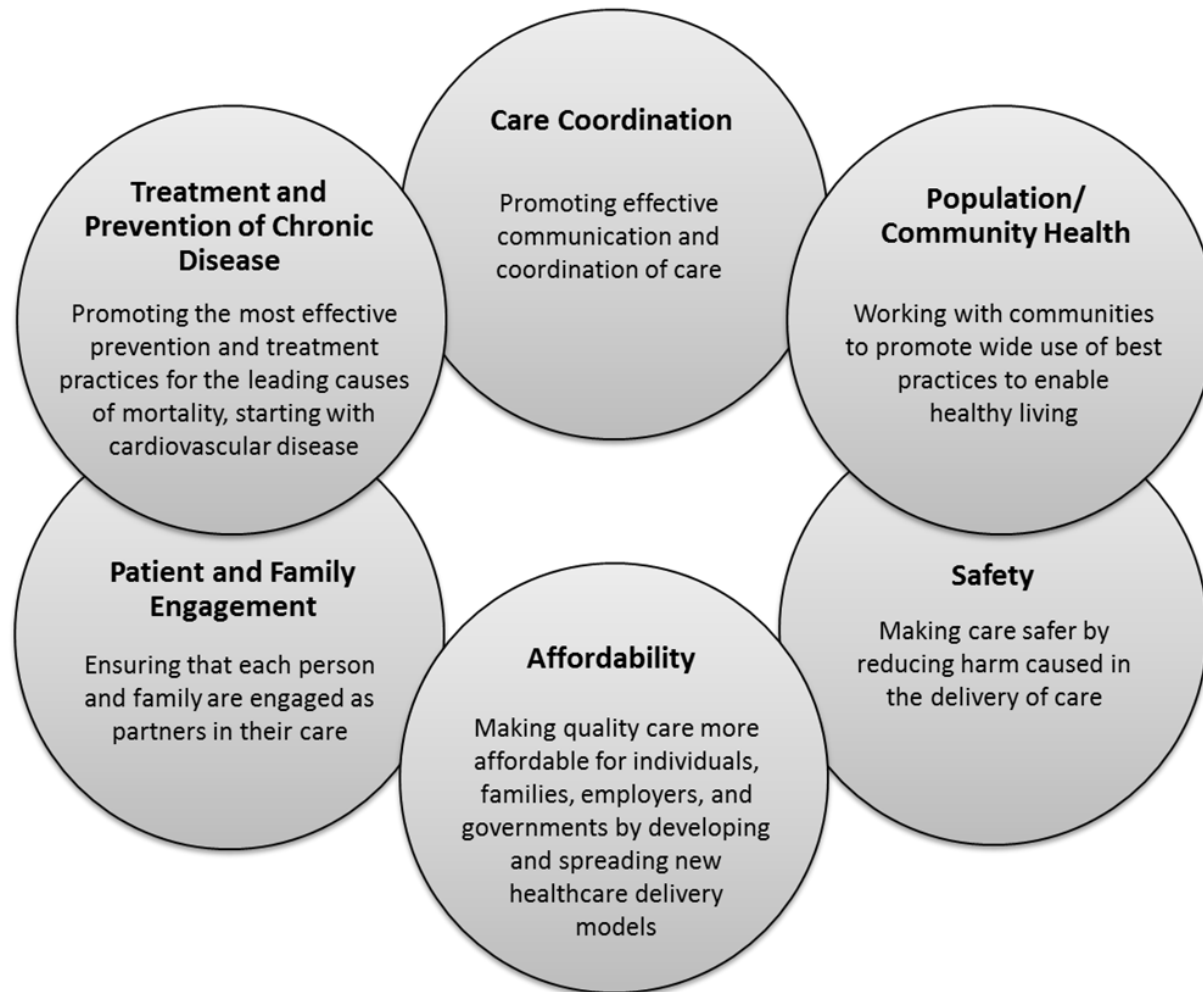 Care Coordination
Promoting effective
communication and
coordination of care
Treatment and
Prevention of Chronic
Disease
Promoting the most effective
prevention and treatment
practices for the leading causes
of mortality, starting with
cardiovascular disease
Population/
Community Health
Working with communities
to promote wide use of best
practices to enable
healthy living
Patient and Family
Engagement
Ensuring that each person
and family are engaged as
partners in their care
Affordability
Making quality care more
affordable for individuals,
families, employers, and
governments by developing
and spreading new
healthcare delivery
models
Safety
Making care safer by
reducing harm caused in
the delivery of care